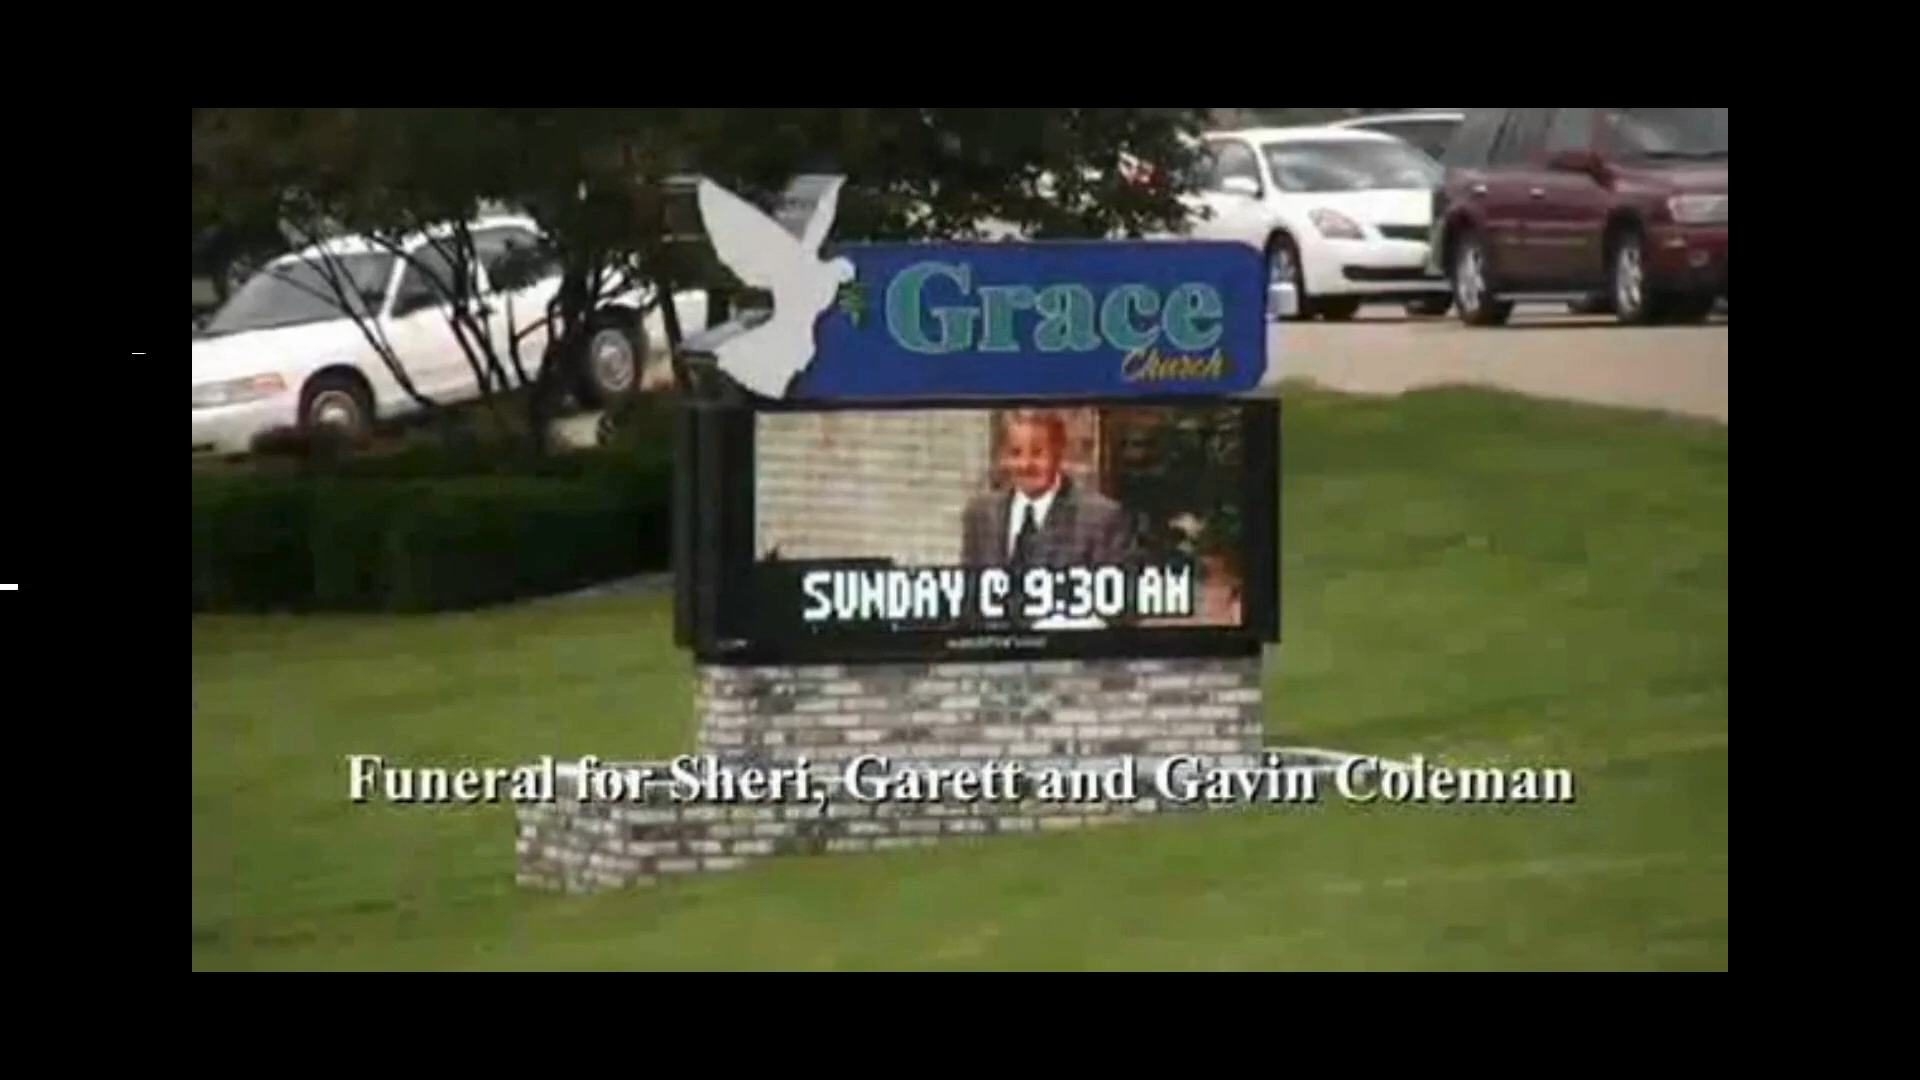 Grace
Church
SUNDAY @ 9:30 AM
Funeral for Sheri, Garett and Gavin Coleman